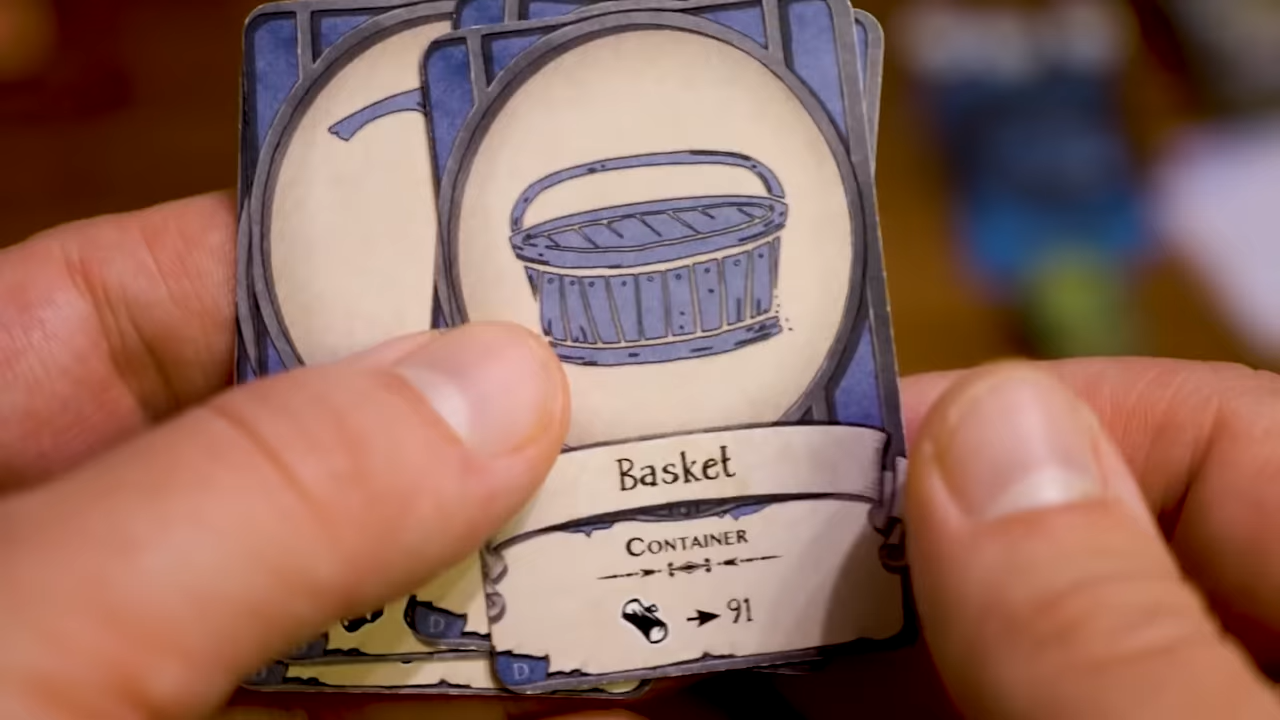 Basket
CONTAINER
→ 91
D
D